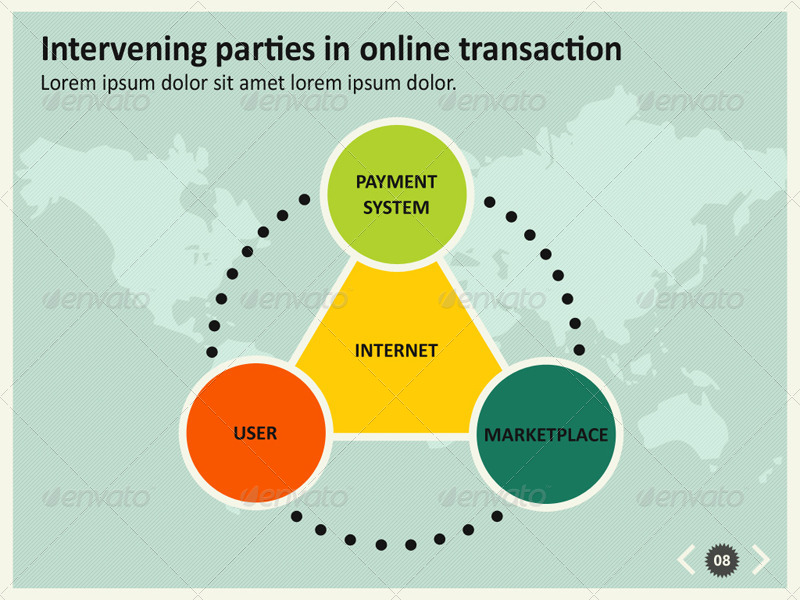 Intervening parties in online transaction
Lorem ipsum dolor sit amet lorem ipsum dolor.
envato envato envato envato
PAYMENT
SYSTEM
envato envato envato envato
INTERNET
USER
MARKETPLACE
envato envato envato envato
08